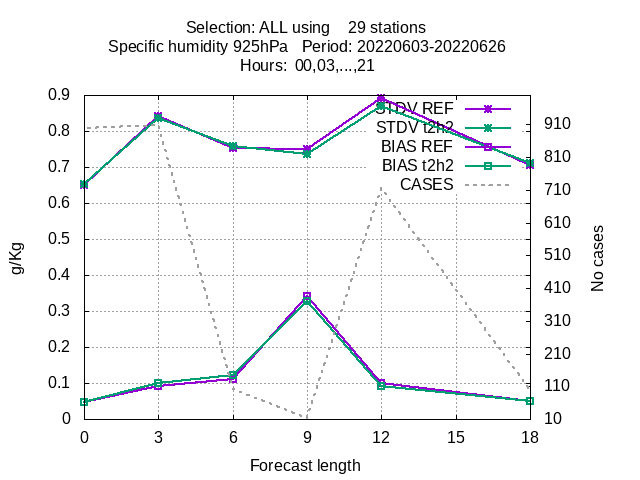 Selection: ALL using    29 stations
Specific humidity 925hPa   Period: 20220603-20220626
Hours:  00,03,...,21
STDV REF
STDV t2h2
BIAS REF
BIAS t2h2
CASES
g/Kg
0.9
0.8
0.7
0.6
0.5
0.4
0.3
0.2
0.1
0
No cases
910
810
710
610
510
410
310
210
110
10
0 3 6 9 12 15 18
Forecast length